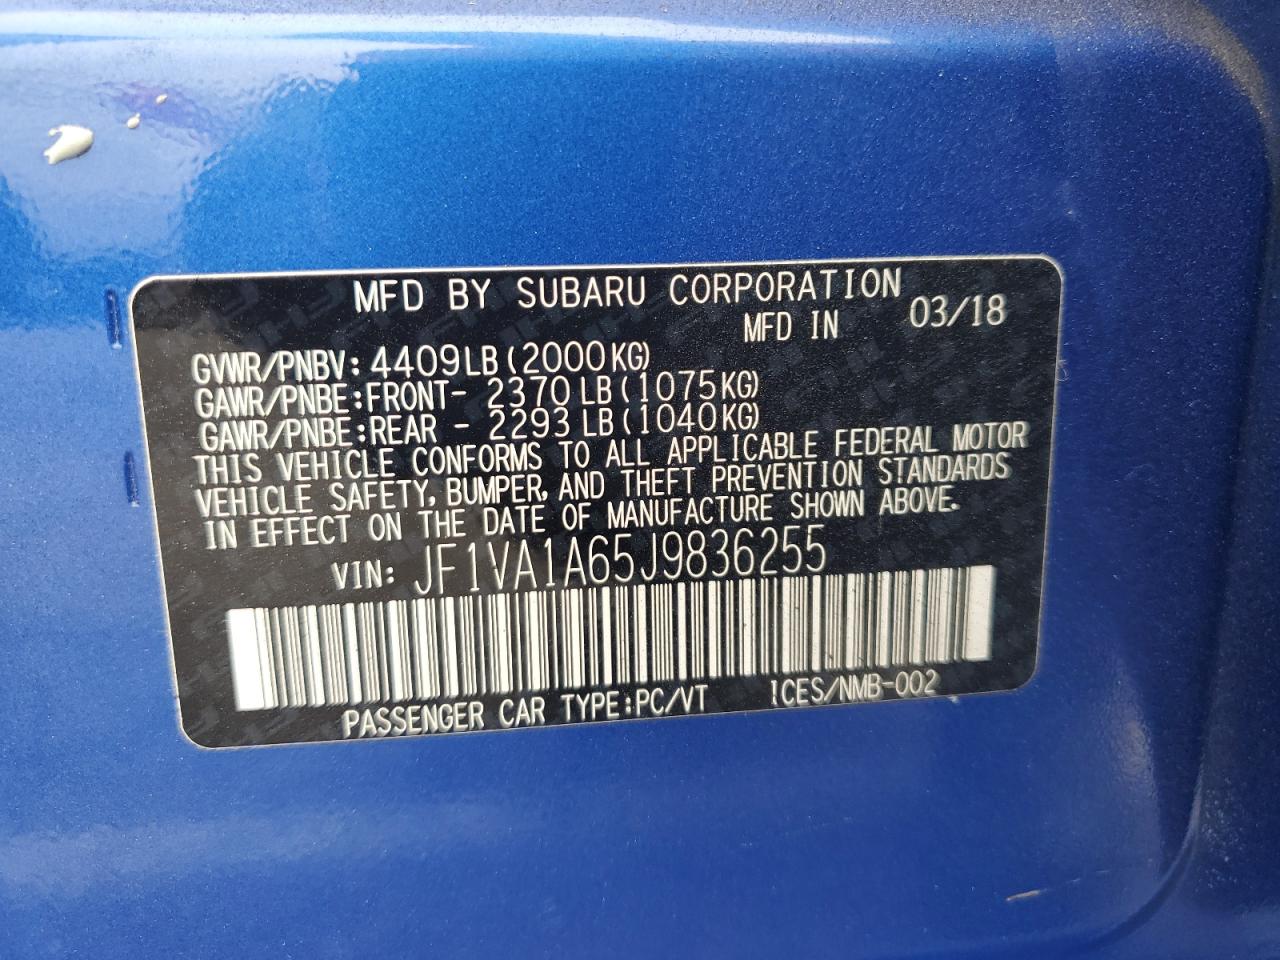 MFD BY SUBARU CORPORATION
MFD IN 03/18
GVWR/PNBV: 4409LB(2000KG)
GAWR/PNBE:FRONT- 2370 LB(1075KG)
GAWR/PNBE:REAR - 2293 LB(1040KG)
THIS VEHICLE CONFORMS TO ALL APPLICABLE FEDERAL MOTOR
VEHICLE SAFETY, BUMPER, AND THEFT PREVENTION STANDARDS
IN EFFECT ON THE DATE OF MANUFACTURE SHOWN ABOVE.
VIN: JF1VA1A65J9836255
PASSENGER CAR TYPE:PC/VT ICES/NMB-002